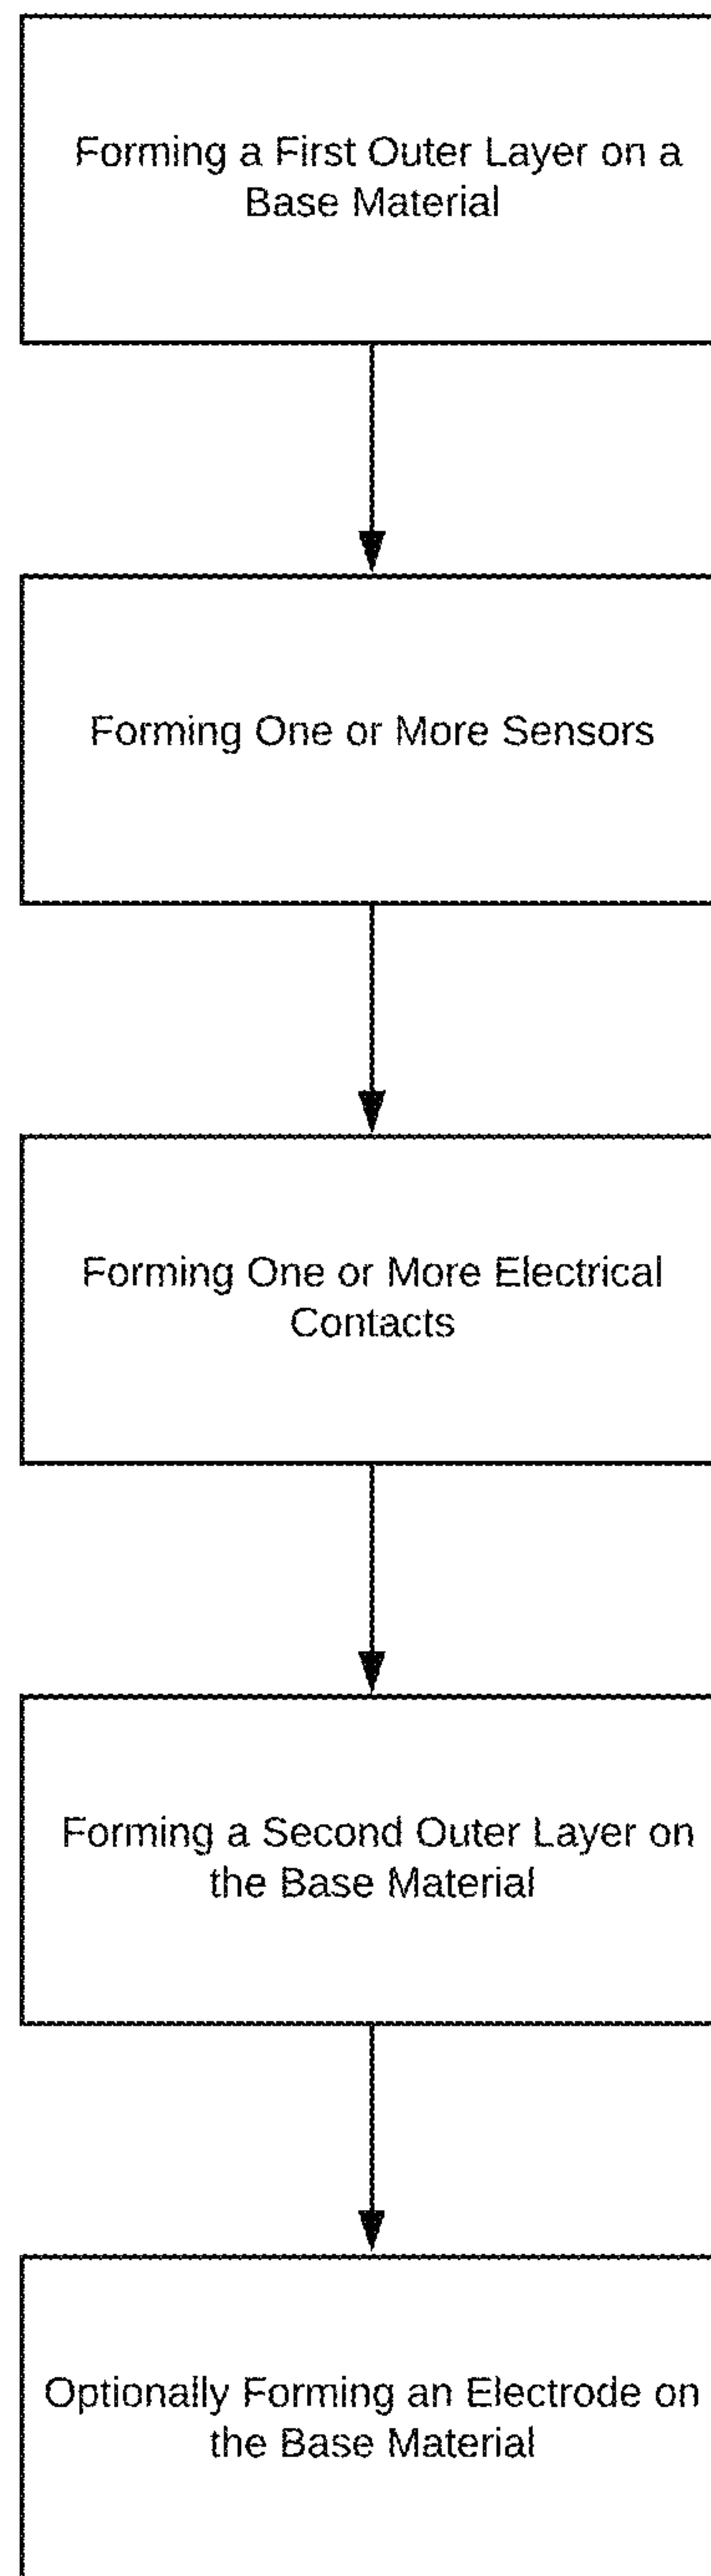 Forming a First Outer Layer on a
Base Material
Forming One or More Sensors
Forming One or More Electrical
Contacts
Forming a Second Outer Layer on
the Base Material
Optionally Forming an Electrode on
the Base Material